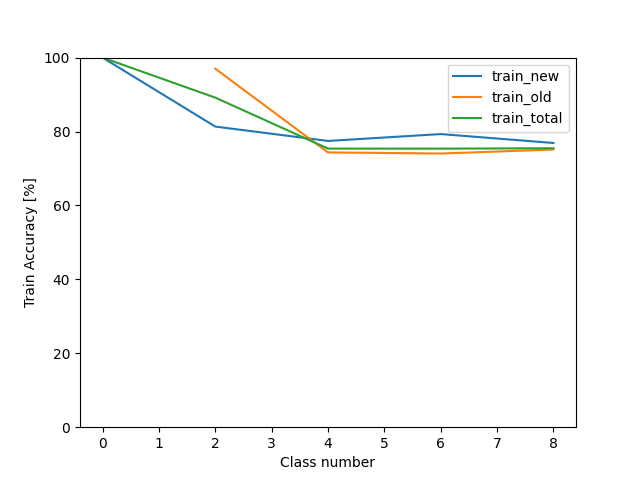 100
80
60
40
20
0
Train Accuracy [%]
train_new
train_old
train_total
0 1 2 3 4 5 6 7 8
Class number